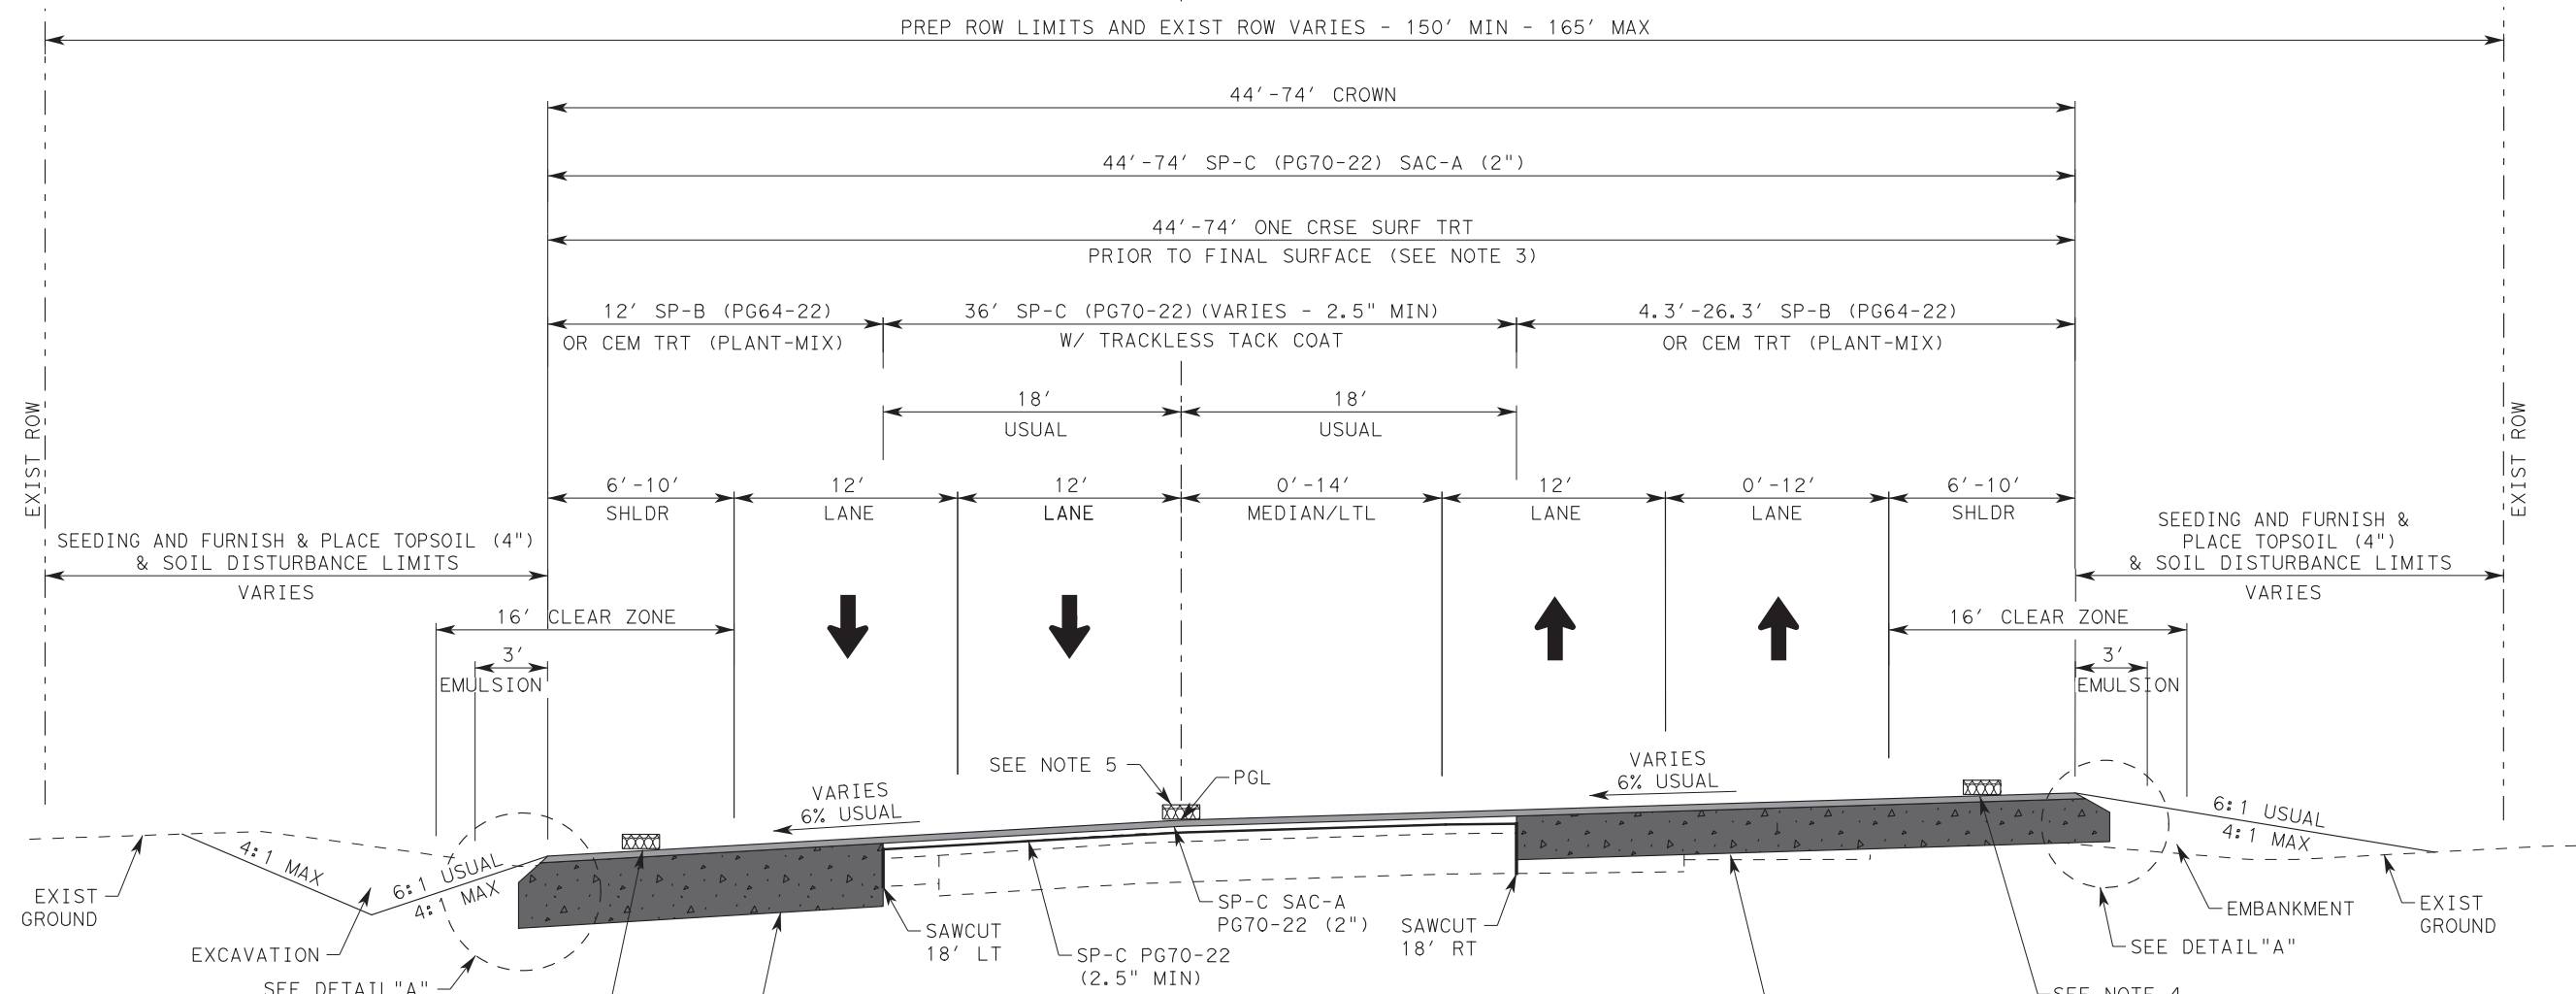 PREP ROW LIMITS AND EXIST ROW VARIES - 150' MIN - 165' MAX
44'-74' CROWN
44'-74' SP-C (PG70-22) SAC-A (2")
44'-74' ONE CRSE SURF TRT
PRIOR TO FINAL SURFACE (SEE NOTE 3)
12' SP-B (PG64-22)
OR CEM TRT (PLANT-MIX)
36' SP-C (PG70-22)(VARIES - 2.5" MIN)
W/ TRACKLESS TACK COAT
4.3'-26.3' SP-B (PG64-22)
OR CEM TRT (PLANT-MIX)
18'
USUAL
18'
USUAL
EXIST ROW
EXIST ROW
6'-10'
SHLDR
12'
LANE
12'
LANE
0'-14'
MEDIAN/LTL
12'
LANE
0'-12'
LANE
6'-10'
SHLDR
SEEDING AND FURNISH & PLACE TOPSOIL (4")
& SOIL DISTURBANCE LIMITS
VARIES
SEEDING AND FURNISH &
PLACE TOPSOIL (4")
& SOIL DISTURBANCE LIMITS
VARIES
16' CLEAR ZONE
16' CLEAR ZONE
3'
EMULSION
3'
EMULSION
SEE NOTE 5
PGL
VARIES
6% USUAL
VARIES
6% USUAL
4:1 MAX
6:1 USUAL
4:1 MAX
6:1 USUAL
4:1 MAX
EXIST
GROUND
EXCAVATION
SEE DETAIL"A"
SAWCUT
18' LT
SP-C PG70-22
(2.5" MIN)
SP-C SAC-A
PG70-22 (2")
SAWCUT
18' RT
EMBANKMENT
SEE DETAIL"A"
EXIST
GROUND
SEE NOTE 4